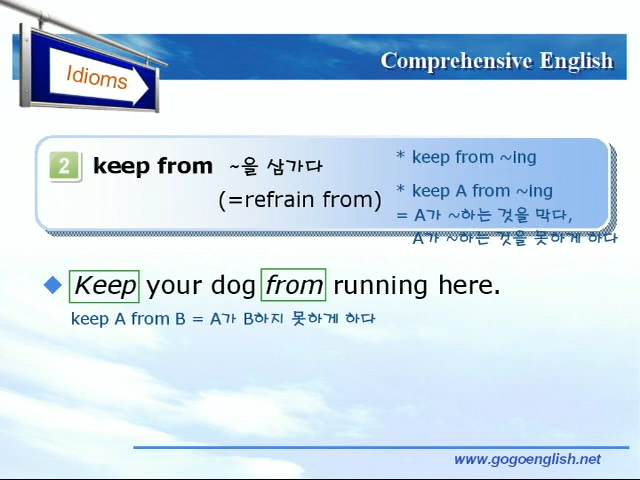 Idioms
Comprehensive English
2 keep from ~을 삼가다
(=refrain from)
* keep from ~ing
* keep A from ~ing
= A가 ~하는 것을 막다,
A가 ~하는 것을 못하게 하다
Keep your dog from running here.
keep A from B = A가 B하지 못하게 하다
www.gogoenglish.net